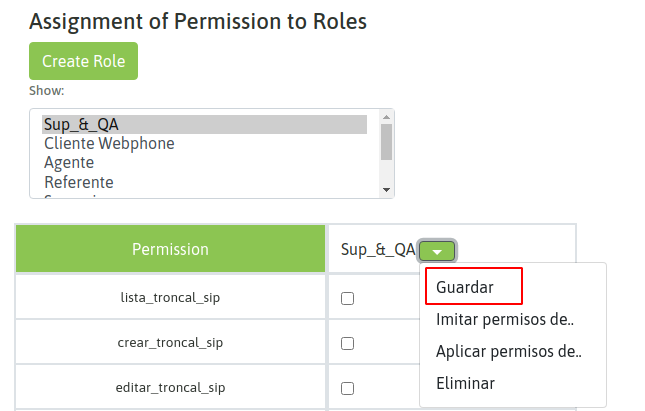 Assignment of Permission to Roles
Create Role
Show:
Sup_&_QA
Cliente Webphone
Agente
Referente
Permission
Sup_&_QA
Guardar
lista_troncal_sip
Imitar permisos de..
crear_troncal_sip
Aplicar permisos de..
editar_troncal_sip
Eliminar